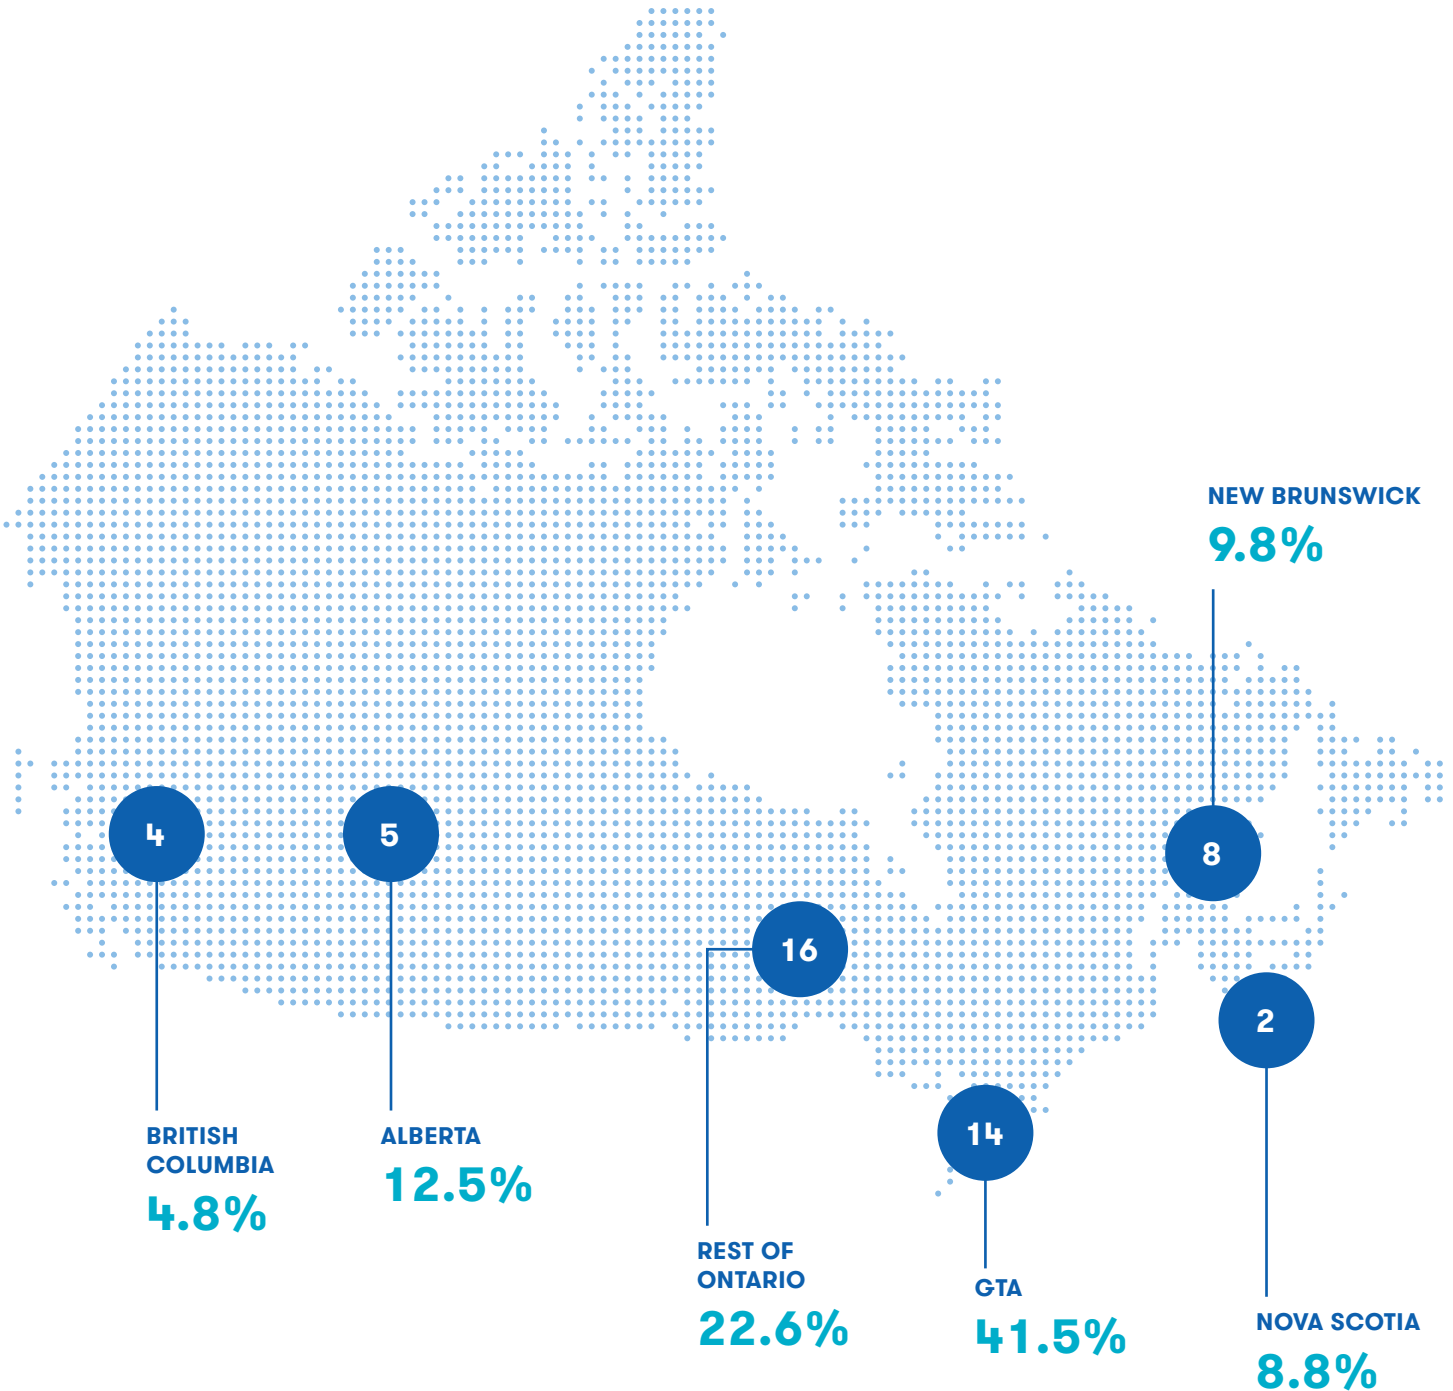 NEW BRUNSWICK
9.8%
4
5
8
16
2
14
BRITISH
COLUMBIA
4.8%
ALBERTA
12.5%
REST OF
ONTARIO
22.6%
GTA
41.5%
NOVA SCOTIA
8.8%